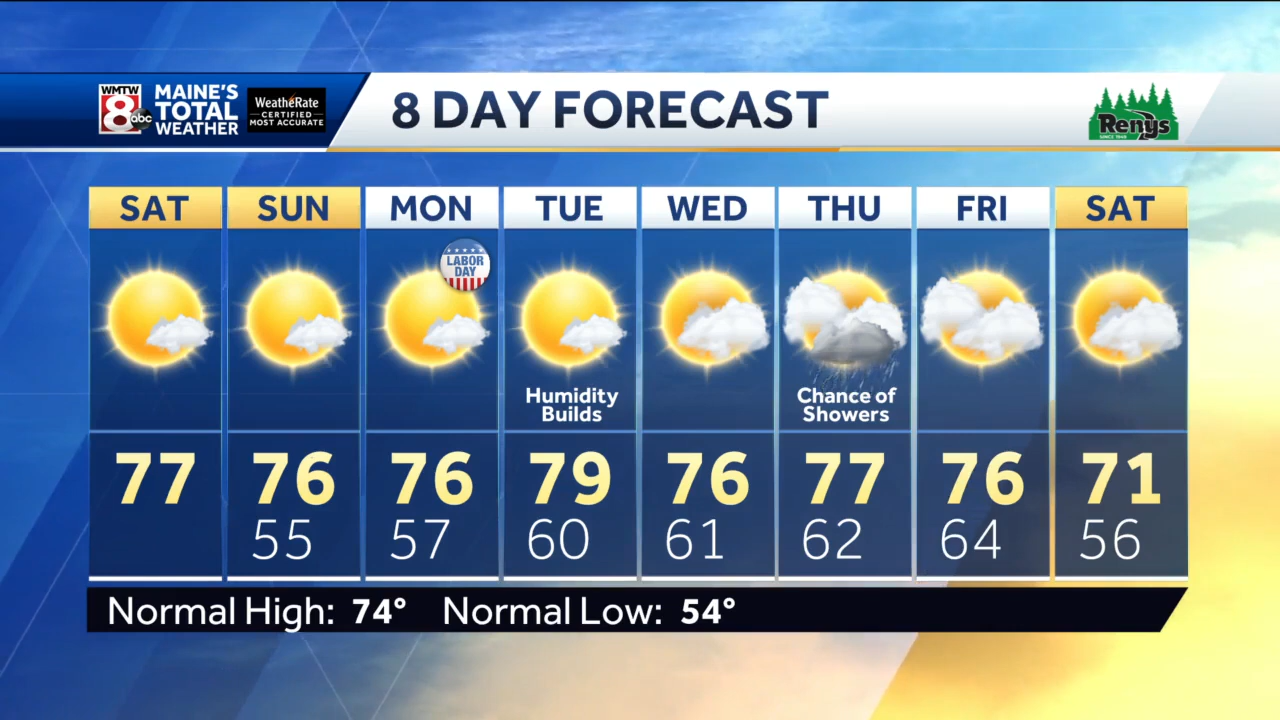 WMTW
8
abc
MAINE'S
TOTAL
WEATHER
WeatheRate
CERTIFIED
MOST ACCURATE
8 DAY FORECAST
Renys
SINCE 1949
SAT SUN MON TUE WED THU FRI SAT
LABOR
DAY
Humidity
Builds
Chance of
Showers
77 76 76 79 76 77 76 71
55 57 60 61 62 64 56
Normal High: 74° Normal Low: 54°